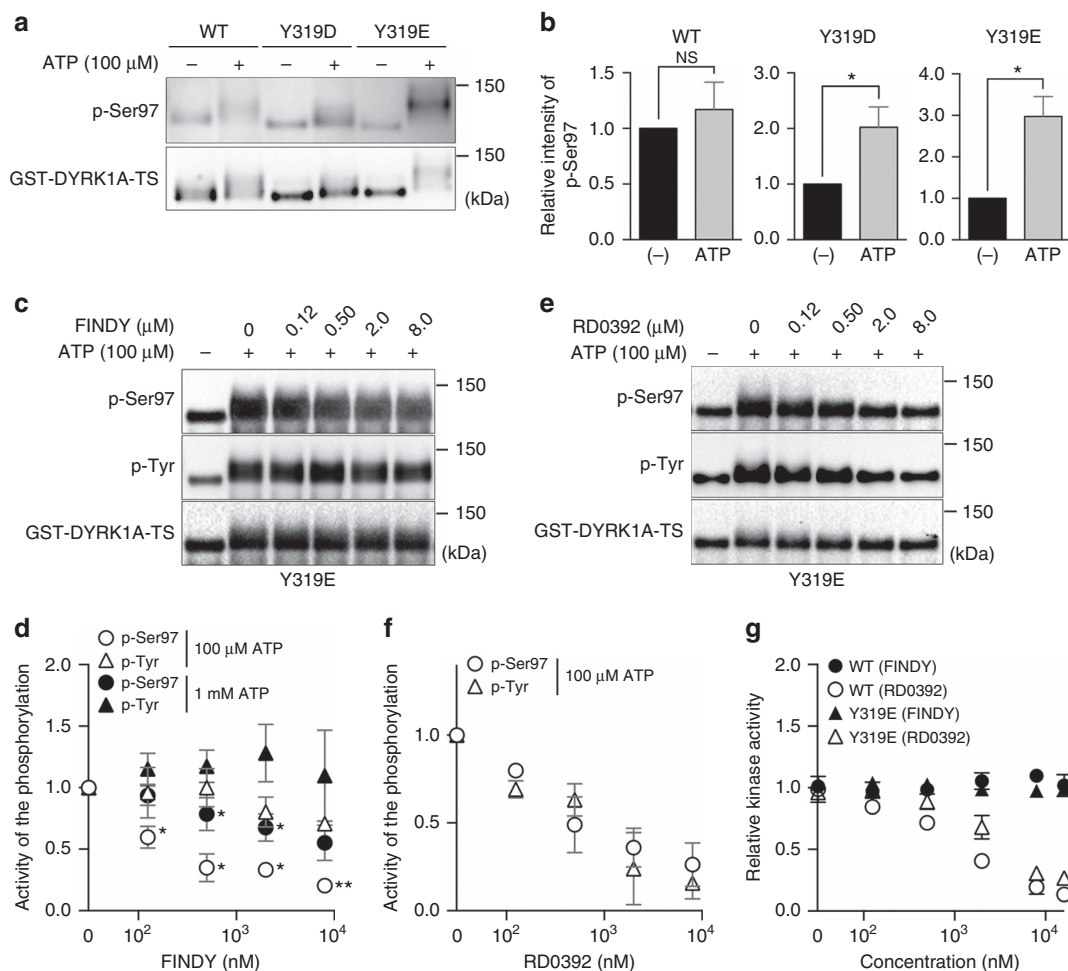 a
WT Y319D Y319E
ATP (100 μM) – + – + – +
150
p-Ser97
150
GST-DYRK1A-TS
(kDa)
b
WT Y319D Y319E
Relative intensity of
p-Ser97
NS * *
1.5 3.0 4.0
1.0 2.0 3.0
0.5 1.0 2.0
1.0
0.0 0.0 0.0
(–) ATP (–) ATP (–) ATP
c
FINDY (μM) 0 0.12 0.50 2.0 8.0
ATP (100 μM) – + + + + +
150
p-Ser97
150
p-Tyr
150
GST-DYRK1A-TS
(kDa)
Y319E
e
RD0392 (μM) 0 0.12 0.50 2.0 8.0
ATP (100 μM) – + + + + +
150
p-Ser97
150
p-Tyr
150
GST-DYRK1A-TS
(kDa)
Y319E
d
p-Ser97
p-Tyr
100 μM ATP
p-Ser97
p-Tyr
1 mM ATP
Activity of the phosphorylation
2.0
1.5
1.0
0.5
0.0
* * * * * **
0 10² 10³ 10⁴
FINDY (nM)
f
p-Ser97
p-Tyr
100 μM ATP
Activity of the phosphorylation
1.0
0.5
0.0
0 10² 10³ 10⁴
RD0392 (nM)
g
WT (FINDY)
WT (RD0392)
Y319E (FINDY)
Y319E (RD0392)
Relative kinase activity
2.0
1.5
1.0
0.5
0.0
0 10² 10³ 10⁴
Concentration (nM)